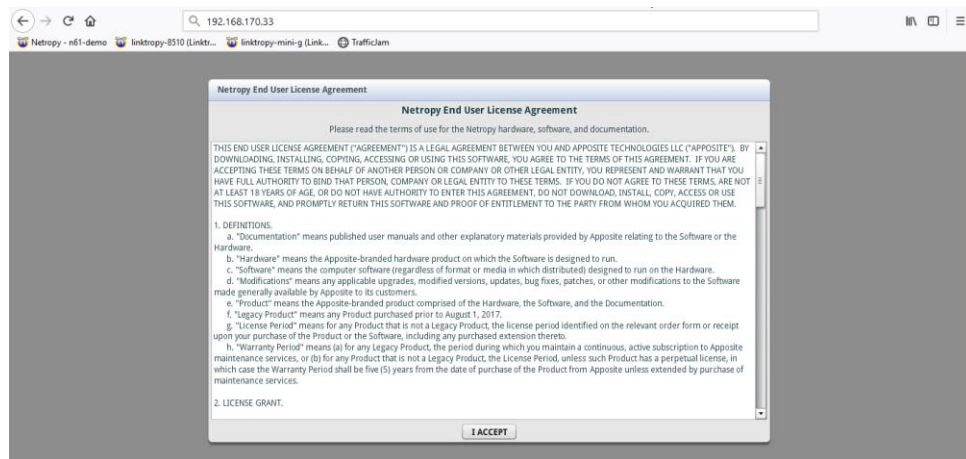 192.168.170.33
Netropy - n61-demo linktropy-8510 (Linktr... linktropy-mini-g (Link... TrafficJam
Netropy End User License Agreement
Netropy End User License Agreement
Please read the terms of use for the Netropy hardware, software, and documentation.
THIS END USER LICENSE AGREEMENT ("AGREEMENT") IS A LEGAL AGREEMENT BETWEEN YOU AND APPOSITE TECHNOLOGIES LLC ("APPOSITE"). BY
DOWNLOADING, INSTALLING, COPYING, ACCESSING OR USING THIS SOFTWARE, YOU AGREE TO THE TERMS OF THIS AGREEMENT. IF YOU ARE
ACCEPTING THESE TERMS ON BEHALF OF ANOTHER PERSON OR COMPANY OR OTHER LEGAL ENTITY, YOU REPRESENT AND WARRANT THAT YOU
HAVE FULL AUTHORITY TO BIND THAT PERSON, COMPANY OR LEGAL ENTITY TO THESE TERMS. IF YOU DO NOT AGREE TO THESE TERMS, ARE NOT
AT LEAST 18 YEARS OF AGE, OR DO NOT HAVE AUTHORITY TO ENTER THIS AGREEMENT, DO NOT DOWNLOAD, INSTALL, COPY, ACCESS OR USE
THIS SOFTWARE, AND PROMPTLY RETURN THIS SOFTWARE AND PROOF OF ENTITLEMENT TO THE PARTY FROM WHOM YOU ACQUIRED THEM.
1. DEFINITIONS.
a. "Documentation" means published user manuals and other explanatory materials provided by Apposite relating to the Software or the
Hardware.
b. "Hardware" means the Apposite-branded hardware product on which the Software is designed to run.
c. "Software" means the computer software (regardless of format or media in which distributed) designed to run on the Hardware.
d. "Modifications" means any applicable upgrades, modified versions, updates, bug fixes, patches, or other modifications to the Software
made generally available by Apposite to its customers.
e. "Product" means the Apposite-branded product comprised of the Hardware, the Software, and the Documentation.
f. "Legacy Product" means any Product purchased prior to August 1, 2017.
g. "License Period" means for any Product that is not a Legacy Product, the license period identified on the relevant order form or receipt
upon your purchase of the Product or the Software, including any purchased extension thereto.
h. "Warranty Period" means (a) for any Legacy Product, the period during which you maintain a continuous, active subscription to Apposite
maintenance services, or (b) for any Product that is not a Legacy Product, the License Period, unless such Product has a perpetual license, in
which case the Warranty Period shall be five (5) years from the date of purchase of the Product from Apposite unless extended by purchase of
maintenance services.
2. LICENSE GRANT.
I ACCEPT